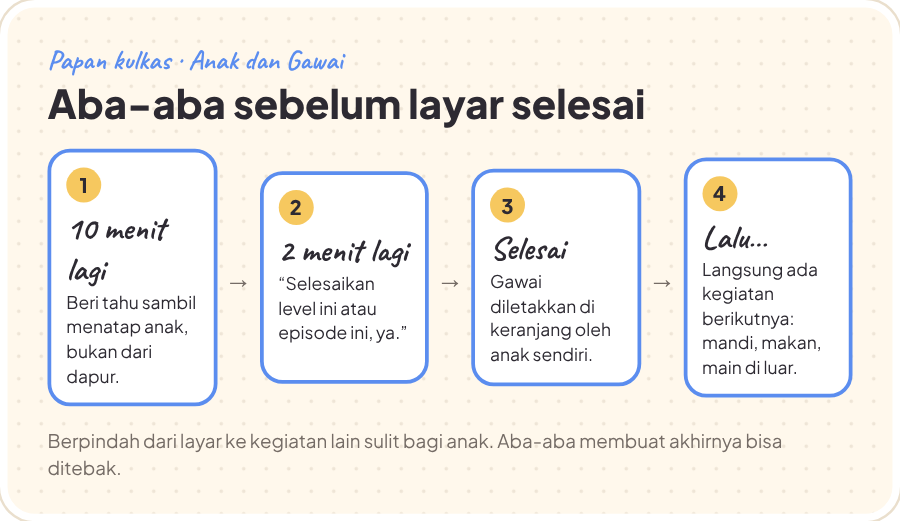 Papan kulkas · Anak dan Gawai
Aba-aba sebelum layar selesai
1
10 menit
lagi
Beri tahu sambil
menatap anak,
bukan dari
dapur.
→
2
2 menit lagi
“Selesaikan
level ini atau
episode ini, ya.”
→
3
Selesai
Gawai
diletakkan di
keranjang oleh
anak sendiri.
→
4
Lalu...
Langsung ada
kegiatan
berikutnya:
mandi, makan,
main di luar.
Berpindah dari layar ke kegiatan lain sulit bagi anak. Aba-aba membuat akhirnya bisa
ditebak.